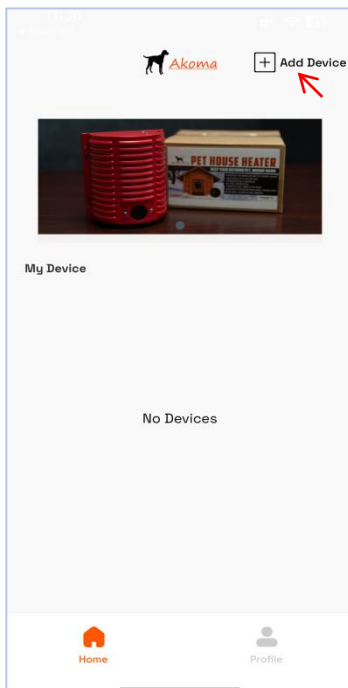 Akoma
Add Device
PET HOUSE HEATER
My Device
No Devices
Home
Profile